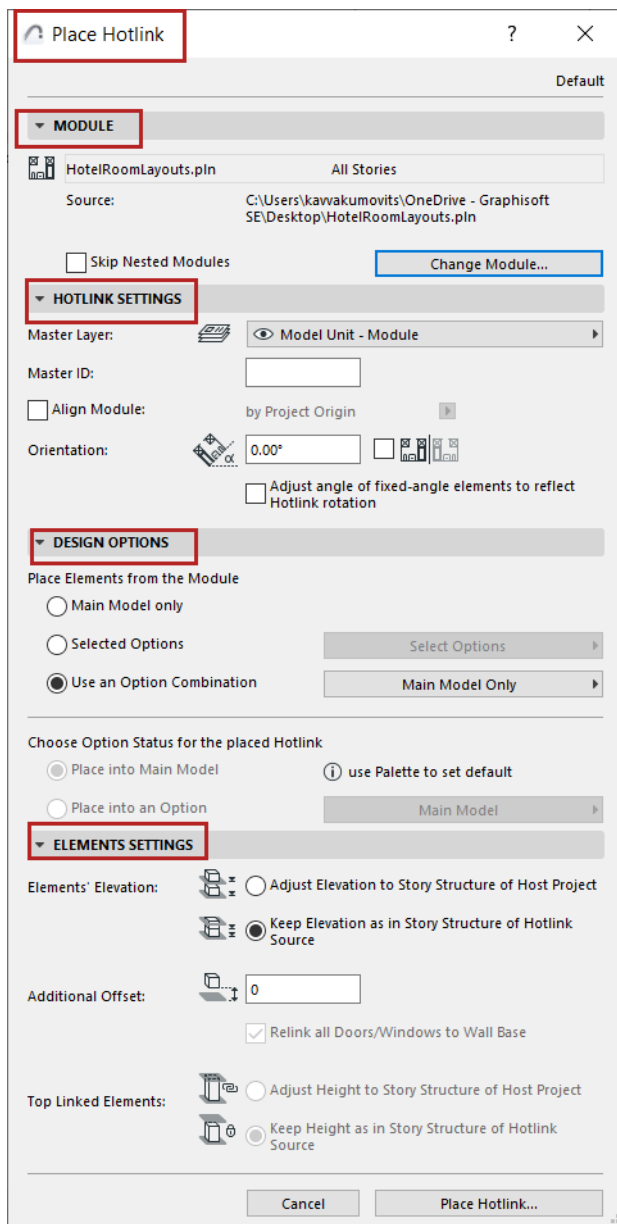 Place Hotlink ?
Default
MODULE
HotelRoomLayouts.pln All Stories
Source: C:\Users\kavvakumovits\OneDrive - Graphisoft
SE\Desktop\HotelRoomLayouts.pln
Skip Nested Modules Change Module...
HOTLINK SETTINGS
Master Layer: Model Unit - Module
Master ID:
Align Module: by Project Origin
Orientation: α 0.00°
Adjust angle of fixed-angle elements to reflect
Hotlink rotation
DESIGN OPTIONS
Place Elements from the Module
Main Model only
Selected Options Select Options
Use an Option Combination Main Model Only
Choose Option Status for the placed Hotlink
Place into Main Model use Palette to set default
Place into an Option Main Model
ELEMENTS SETTINGS
Elements' Elevation: Adjust Elevation to Story Structure of Host Project
Keep Elevation as in Story Structure of Hotlink
Source
Additional Offset: 0
Relink all Doors/Windows to Wall Base
Top Linked Elements: Adjust Height to Story Structure of Host Project
Keep Height as in Story Structure of Hotlink
Source
Cancel Place Hotlink...